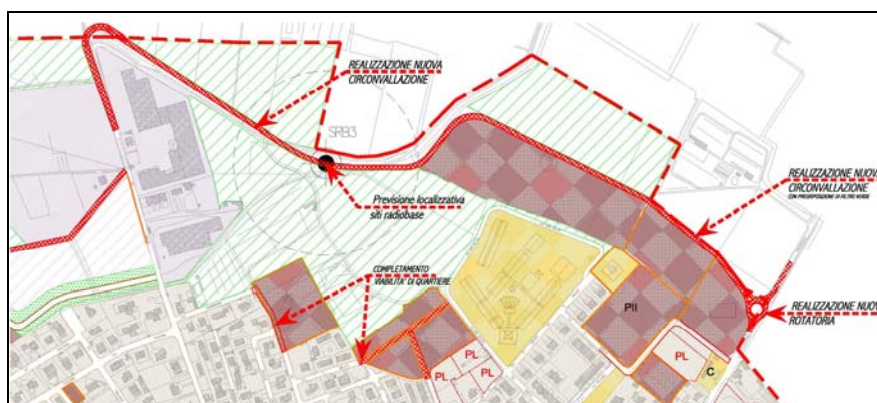 REALIZZAZIONE NUOVA
CIRCONVALLAZIONE
SRB3
Previsione localizzativa
siti radiobase
REALIZZAZIONE NUOVA
CIRCONVALLAZIONE
CON PREDISPOSIZIONE DI FILTRO VERDE
COMPLETAMENTO
VIABILITA' DI QUARTIERE
PII
REALIZZAZIONE NUOVA
ROTATORIA
PL
C
PL
PL
PL